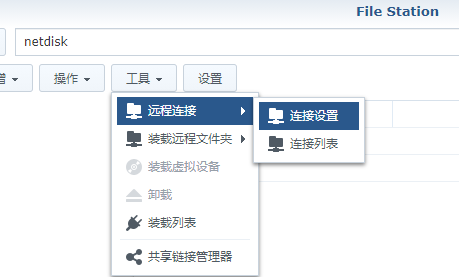 File Station
netdisk
增 操作 工具 设置
远程连接
连接设置
装载远程文件夹
连接列表
装载虚拟设备
卸载
装载列表
共享链接管理器